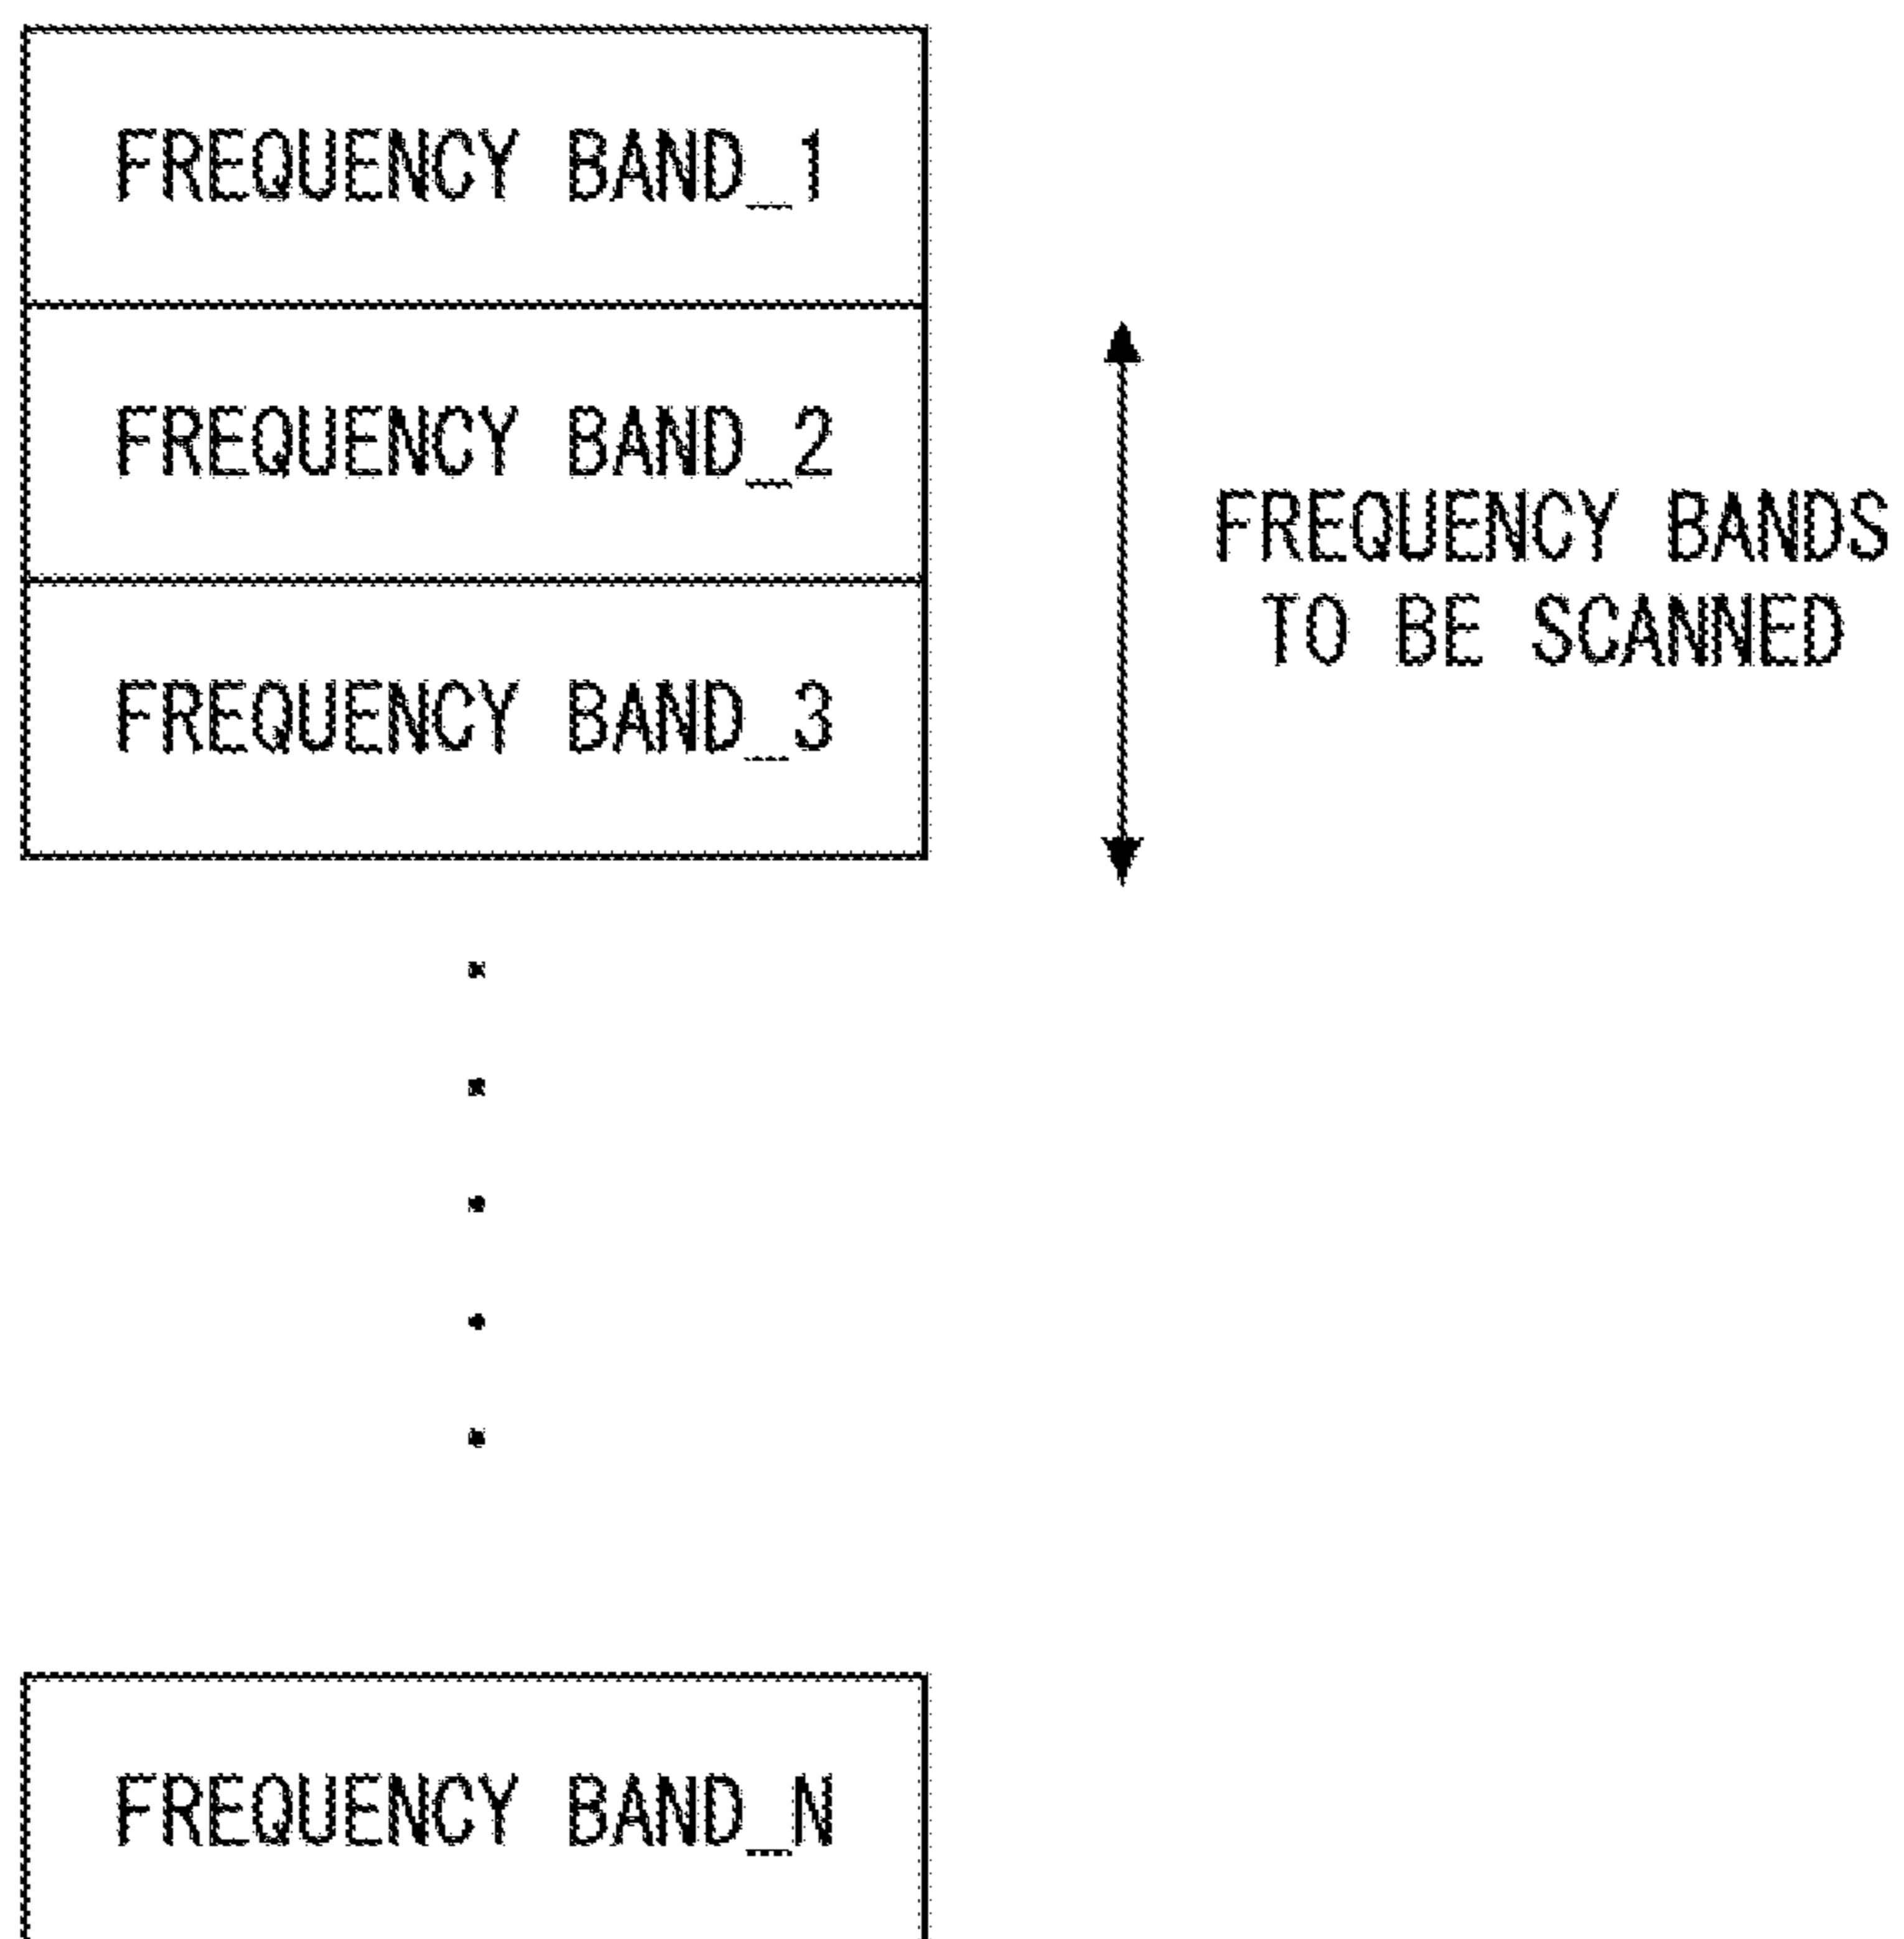 FREQUENCY BAND_1
FREQUENCY BAND_2
FREQUENCY BANDS
TO BE SCANNED
FREQUENCY BAND_3
FREQUENCY BAND_N